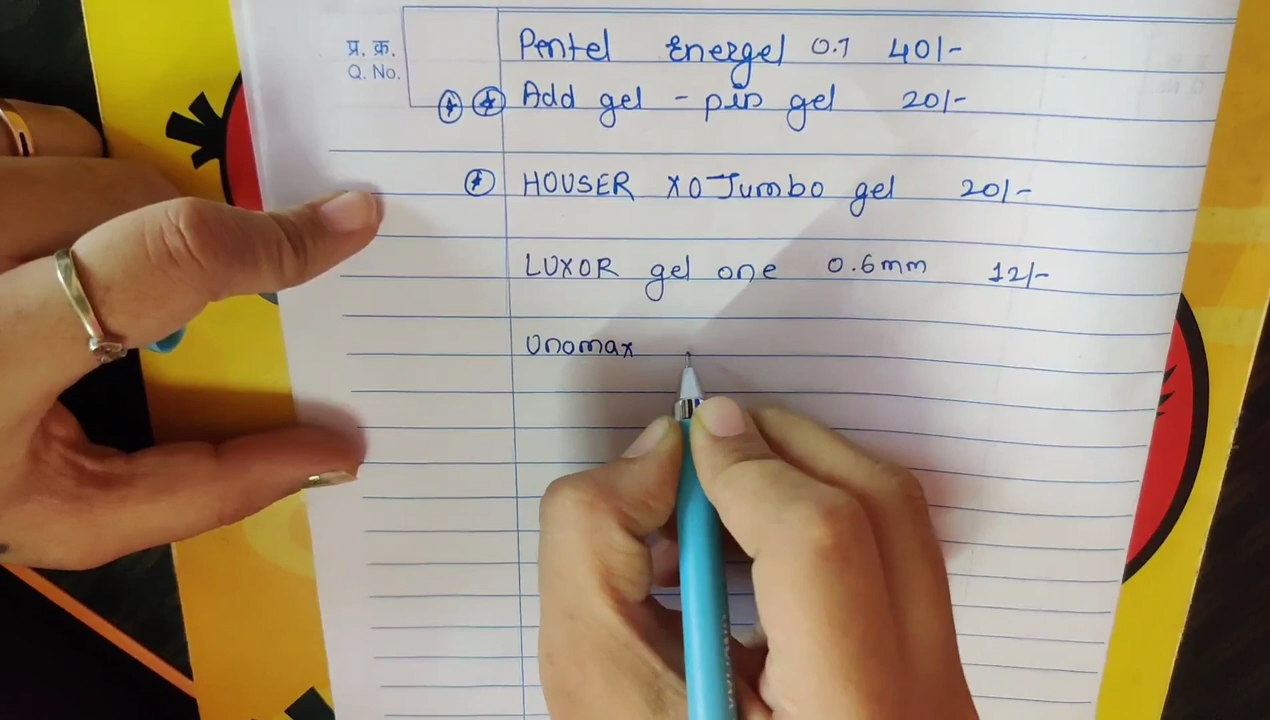 प्र. क्र.
Q. No.
Pentel Energel 0.7 40/-
Add gel - pin gel 20/-
HOUSER XO Jumbo gel 20/-
LUXOR gel one 0.6mm 12/-
Unomax